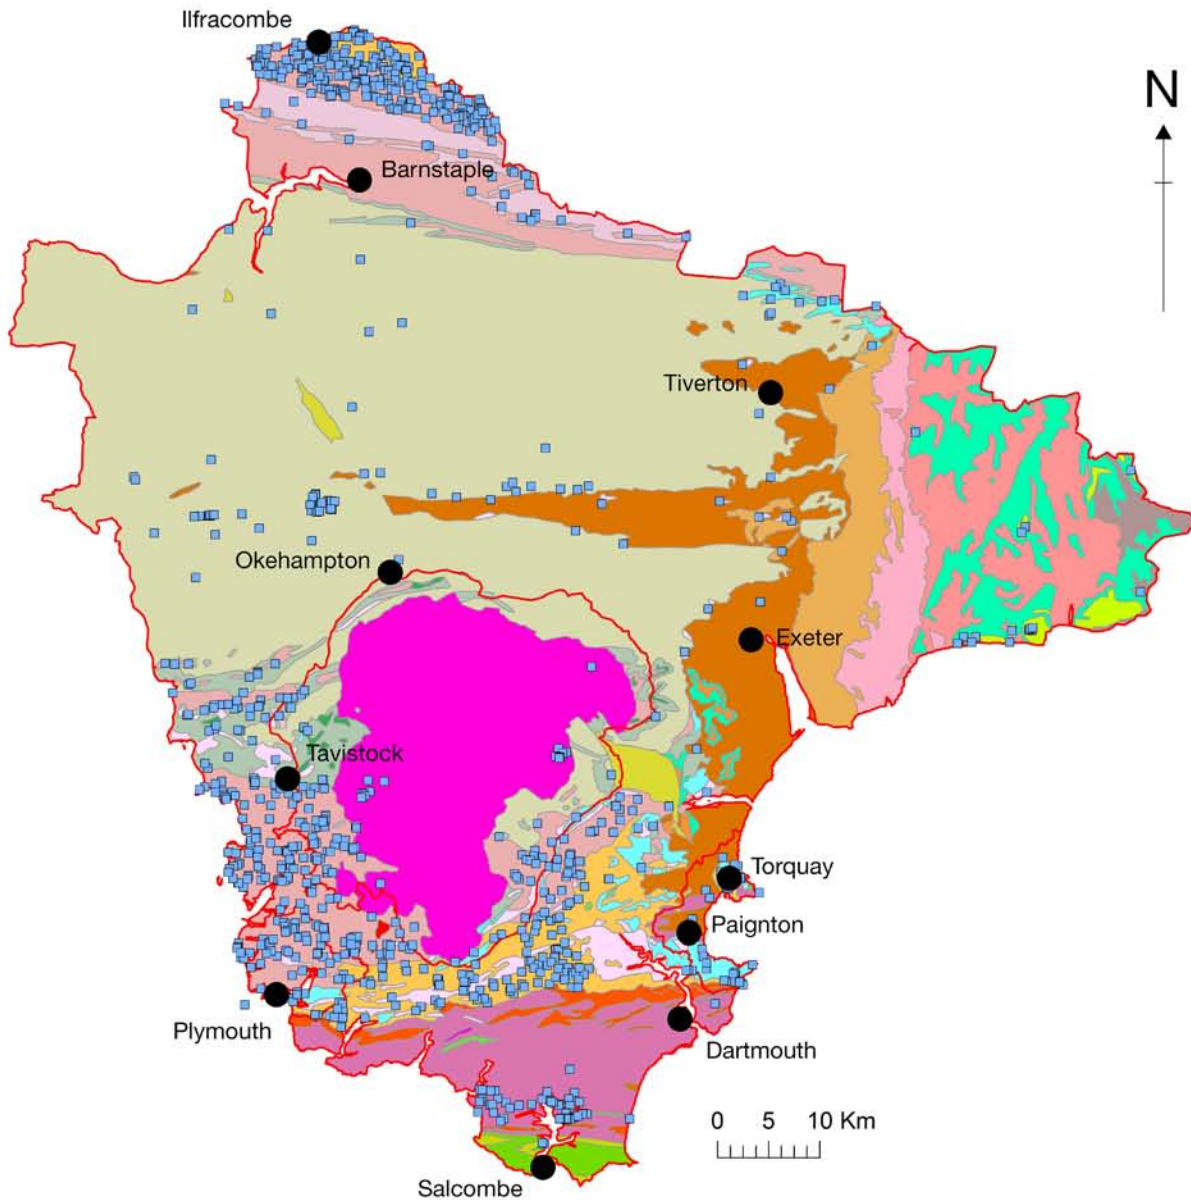 Ilfracombe
N
Barnstaple
Tiverton
Okehampton
Exeter
Tavistock
Torquay
Paignton
Plymouth
Dartmouth
0 5 10 Km
Salcombe